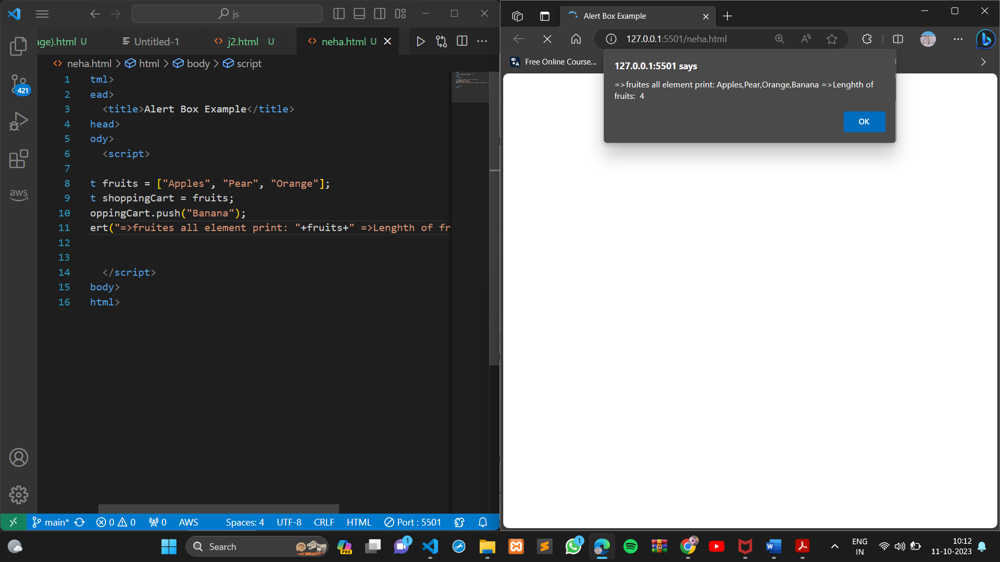 js
age).html U
Untitled-1
j2.html U
neha.html U
neha.html > html > body > script
1 tml>
2 ead>
3 <title>Alert Box Example</title>
4 head>
5 ody>
6 <script>
7
8 t fruits = ["Apples", "Pear", "Orange"];
9 t shoppingCart = fruits;
10 oppingCart.push("Banana");
11 ert("=>fruites all element print: "+fruits+" =>Lenghth of fr
12
13
14 </script>
15 body>
16 html>
421
aws
main* 0 0 0 AWS Spaces: 4 UTF-8 CRLF HTML Port : 5501
Alert Box Example
127.0.0.1:5501/neha.html
Free Online Course...
127.0.0.1:5501 says
=>fruites all element print: Apples,Pear,Orange,Banana =>Lenghth of
fruits: 4
OK
Search
PRE
1
1
ENG
IN
10:12
11-10-2023